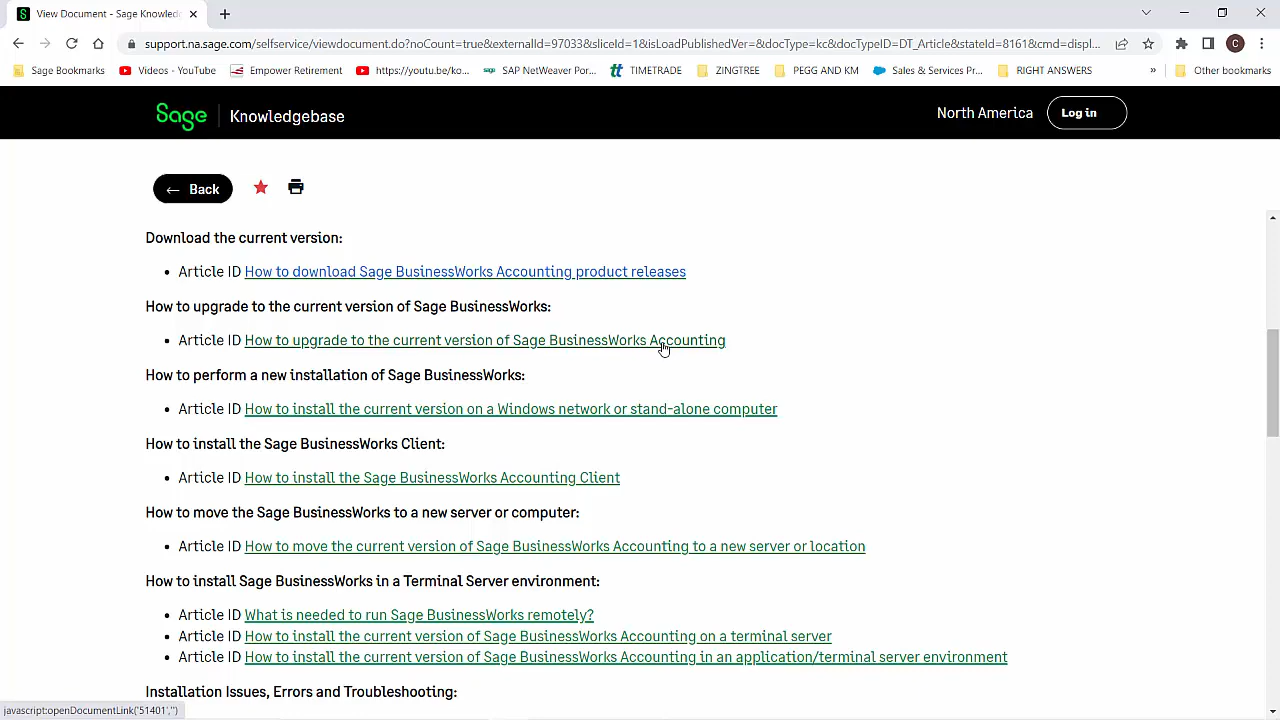 View Document - Sage Knowled
support.na.sage.com/selfservice/viewdocument.do?noCount=true&externalId=97033&sliceId=1&isLoadPublishedVer=&docType=kc&docTypeID=DT_Article&stateId=8161&cmd=displ...
C
Sage Bookmarks
Videos - YouTube
Empower Retirement
https://youtu.be/ko...
SAP NetWeaver Por...
TIMETRADE
ZINGTREE
PEGG AND KM
Sales & Services Pr...
RIGHT ANSWERS
»
Other bookmarks
Sage
Knowledgebase
North America
Log in
← Back
Download the current version:
• Article ID How to download Sage BusinessWorks Accounting product releases
How to upgrade to the current version of Sage BusinessWorks:
• Article ID How to upgrade to the current version of Sage BusinessWorks Accounting
How to perform a new installation of Sage BusinessWorks:
• Article ID How to install the current version on a Windows network or stand-alone computer
How to install the Sage BusinessWorks Client:
• Article ID How to install the Sage BusinessWorks Accounting Client
How to move the Sage BusinessWorks to a new server or computer:
• Article ID How to move the current version of Sage BusinessWorks Accounting to a new server or location
How to install Sage BusinessWorks in a Terminal Server environment:
• Article ID What is needed to run Sage BusinessWorks remotely?
• Article ID How to install the current version of Sage BusinessWorks Accounting on a terminal server
• Article ID How to install the current version of Sage BusinessWorks Accounting in an application/terminal server environment
Installation Issues, Errors and Troubleshooting:
javascript:openDocumentLink('51401','')